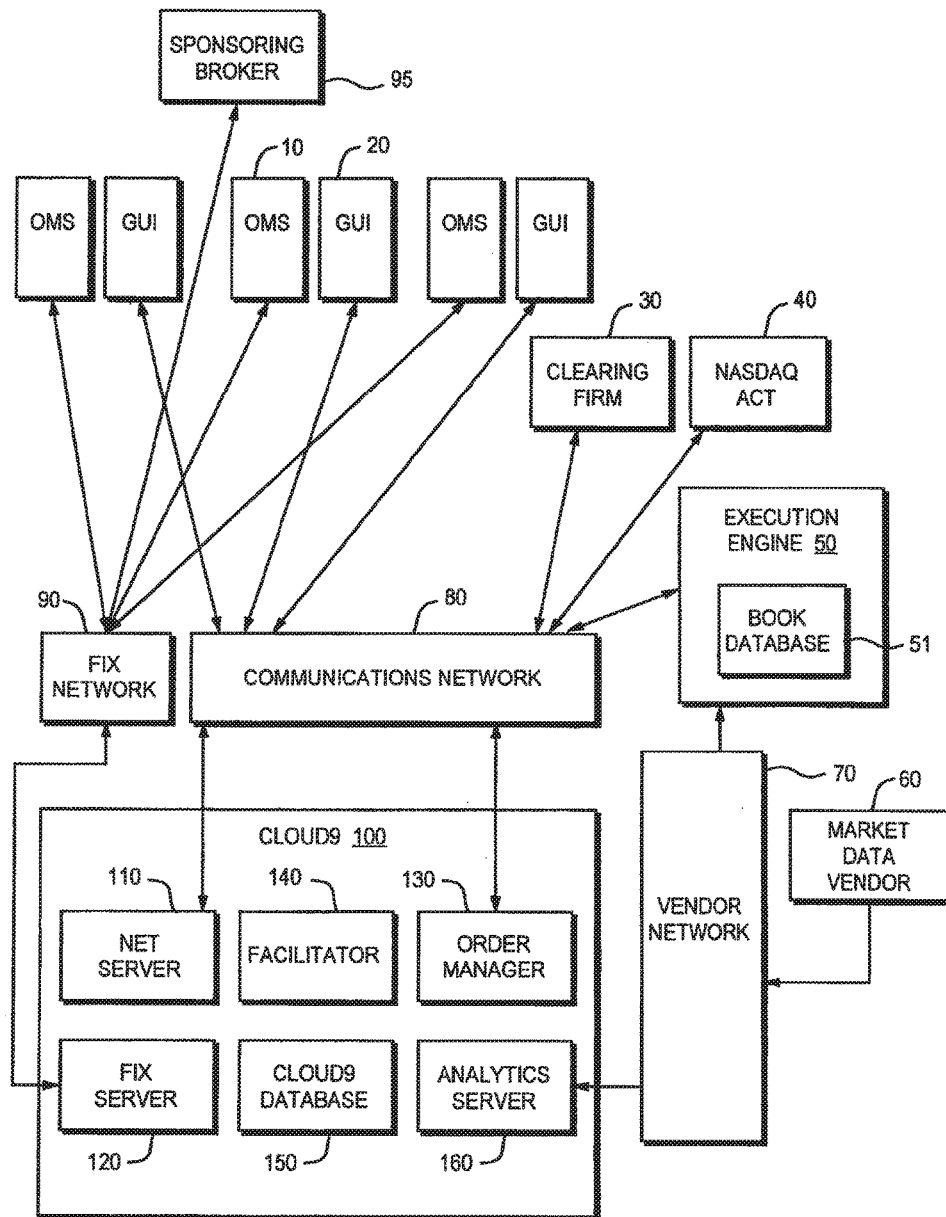 SPONSORING
BROKER
95
10
20
OMS
GUI
OMS
GUI
OMS
GUI
30
40
CLEARING
FIRM
NASDAQ
ACT
EXECUTION
ENGINE 50
BOOK
DATABASE
51
90
80
FIX
NETWORK
COMMUNICATIONS NETWORK
70
60
MARKET
DATA
VENDOR
VENDOR
NETWORK
CLOUD9 100
110
140
130
NET
SERVER
FACILITATOR
ORDER
MANAGER
FIX
SERVER
CLOUD9
DATABASE
ANALYTICS
SERVER
120
150
160